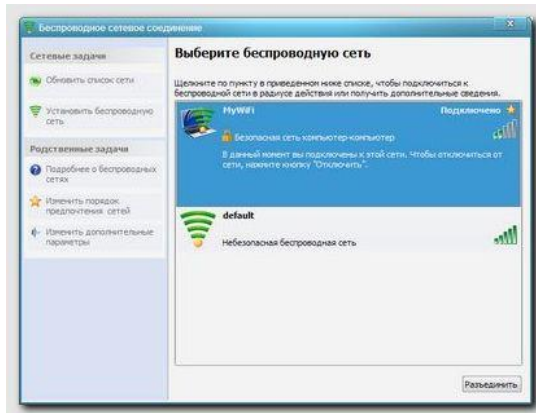 Беспроводное сетевое соединение
Сетевые задачи
Обновить список сети
Установить беспроводную
сеть
Родственные задачи
Подробнее о беспроводных
сетях
Изменить порядок
предпочтения сетей
Изменить дополнительные
параметры
Выберите беспроводную сеть
Щелкните по пункту в приведенном ниже списке, чтобы подключиться к
беспроводной сети в радиусе действия или получить дополнительные сведения.
MyWiFi
Подключено
Безопасная сеть компьютер-компьютер
В данный момент вы подключены к этой сети. Чтобы отключиться от
сети, нажмите кнопку "Отключить".
default
Небезопасная беспроводная сеть
Разъединить